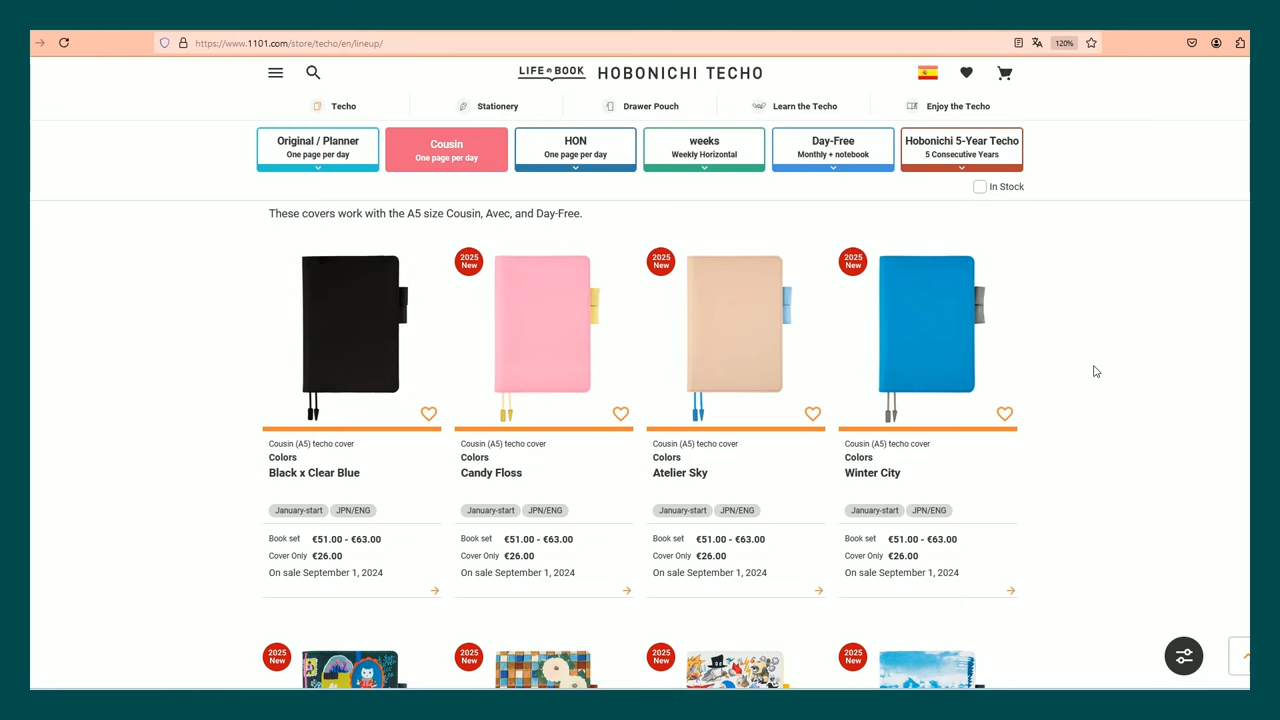 https://www.1101.com/store/techo/en/lineup/
120%
LIFE BOOK HOBONICHI TECHO
Techo
Stationery
Drawer Pouch
Learn the Techo
Enjoy the Techo
Original / Planner
One page per day
Cousin
One page per day
HON
One page per day
weeks
Weekly Horizontal
Day-Free
Monthly + notebook
Hobonichi 5-Year Techo
5 Consecutive Years
In Stock
These covers work with the A5 size Cousin, Avec, and Day-Free.
2025
New
2025
New
2025
New
Cousin (A5) techo cover
Colors
Black x Clear Blue
January-start JPN/ENG
Book set €51.00 - €63.00
Cover Only €26.00
On sale September 1, 2024
Cousin (A5) techo cover
Colors
Candy Floss
January-start JPN/ENG
Book set €51.00 - €63.00
Cover Only €26.00
On sale September 1, 2024
Cousin (A5) techo cover
Colors
Atelier Sky
January-start JPN/ENG
Book set €51.00 - €63.00
Cover Only €26.00
On sale September 1, 2024
Cousin (A5) techo cover
Colors
Winter City
January-start JPN/ENG
Book set €51.00 - €63.00
Cover Only €26.00
On sale September 1, 2024
2025
New
2025
New
2025
New
2025
New